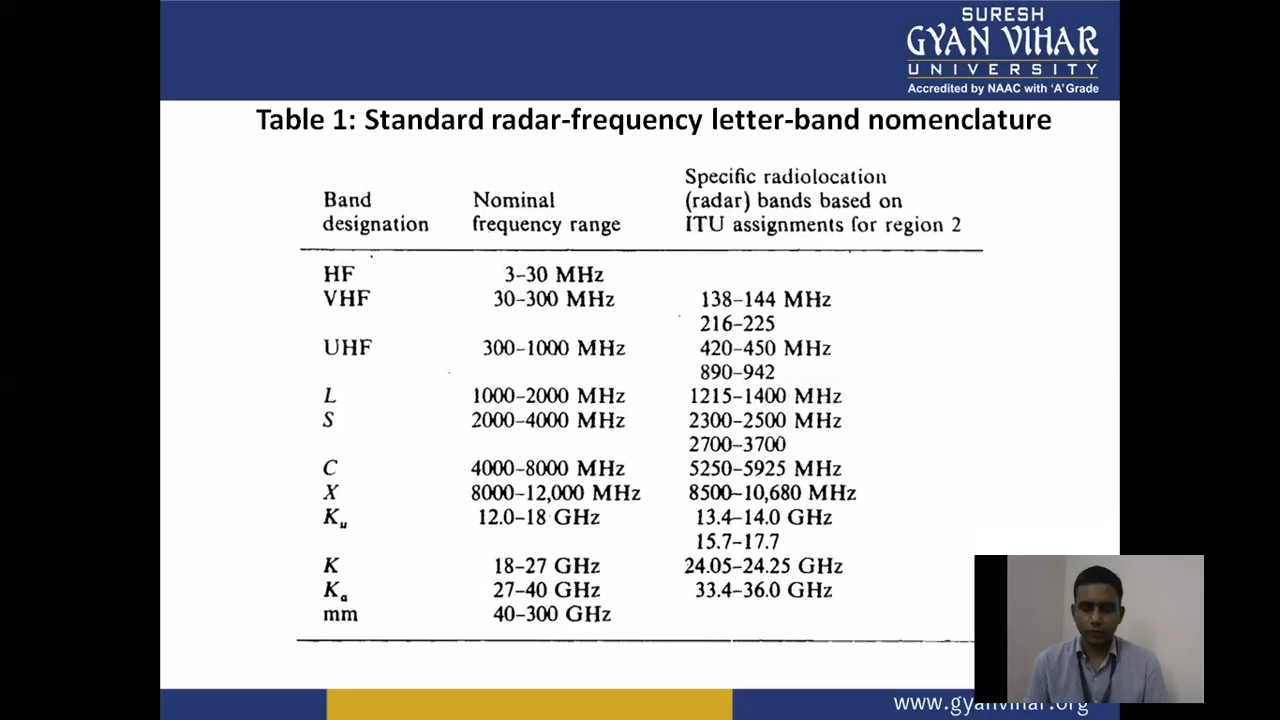 SURESH
GYAN VIHAR
UNIVERSITY
Accredited by NAAC with 'A' Grade
Table 1: Standard radar-frequency letter-band nomenclature
Band designation Nominal frequency range Specific radiolocation (radar) bands based on ITU assignments for region 2
HF 3–30 MHz
VHF 30–300 MHz 138–144 MHz
216–225
UHF 300–1000 MHz 420–450 MHz
890–942
L 1000–2000 MHz 1215–1400 MHz
S 2000–4000 MHz 2300–2500 MHz
2700–3700
C 4000–8000 MHz 5250–5925 MHz
X 8000–12,000 MHz 8500–10,680 MHz
Ku 12.0–18 GHz 13.4–14.0 GHz
15.7–17.7
K 18–27 GHz 24.05–24.25 GHz
Ka 27–40 GHz 33.4–36.0 GHz
mm 40–300 GHz
www.gyanvihar.org